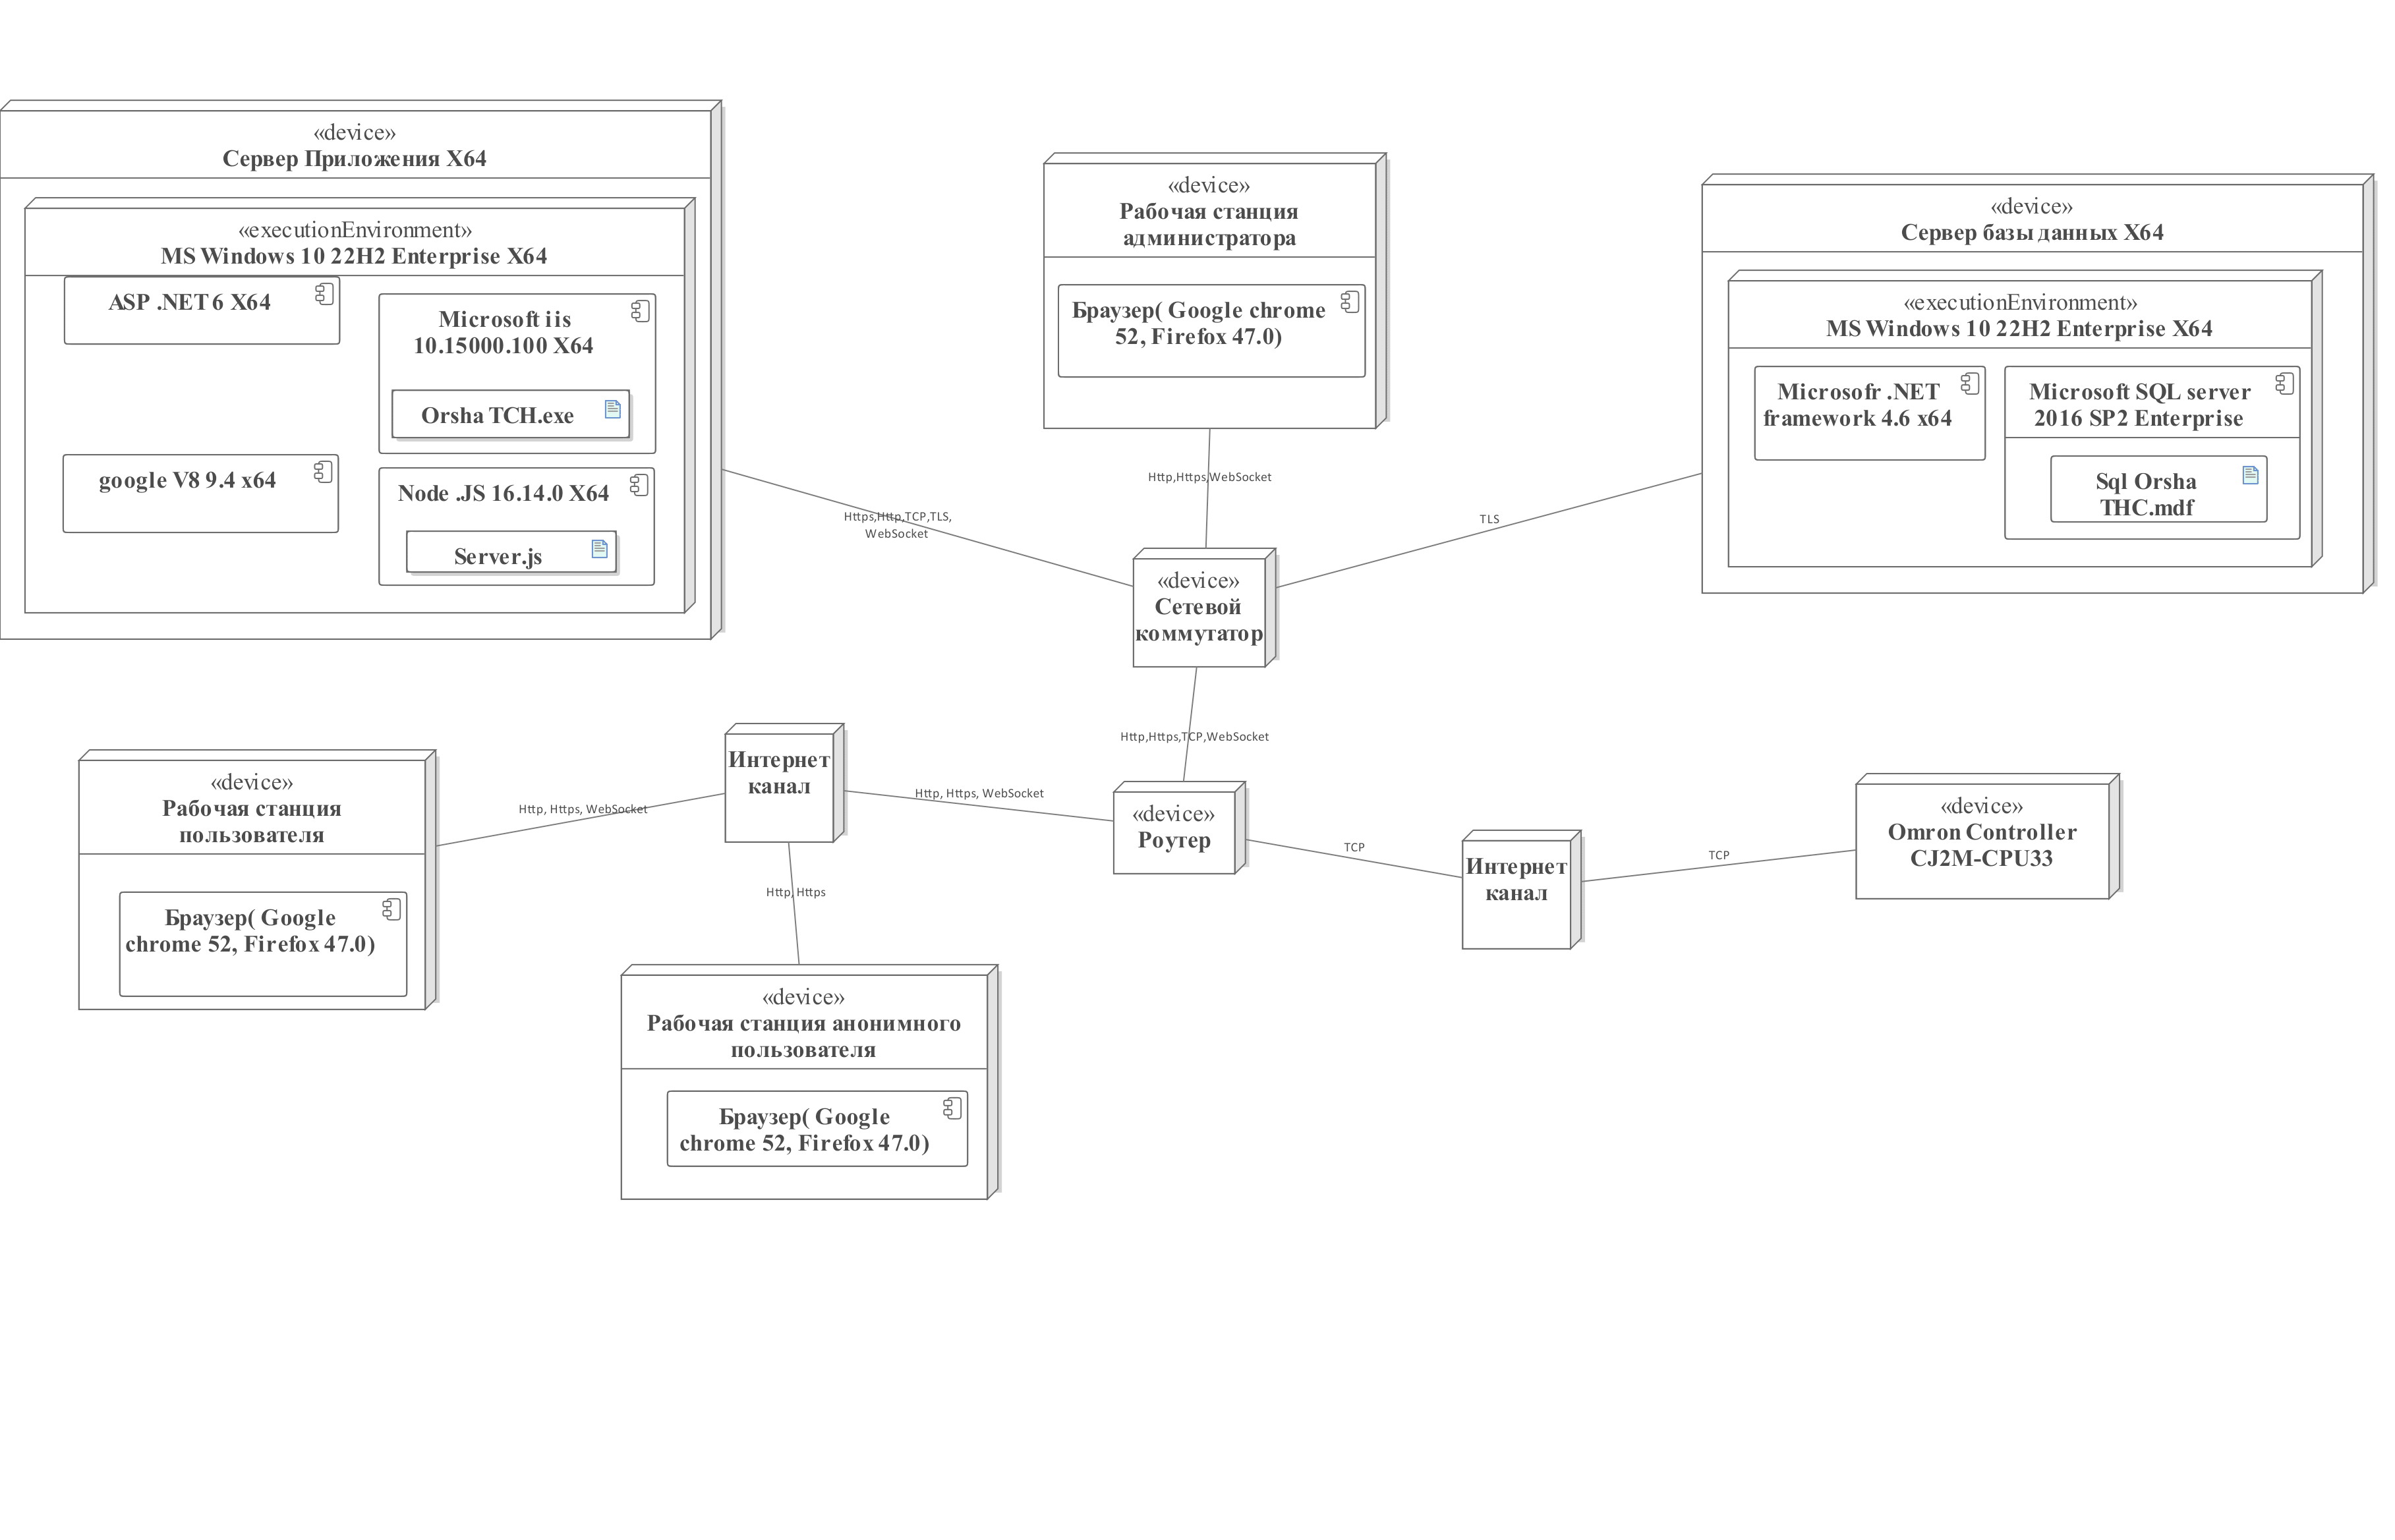 «device»
Сервер Приложения X64
«executionEnvironment»
MS Windows 10 22H2 Enterprise X64
ASP .NET 6 X64
Microsoft iis
10.15000.100 X64
Orsha TCH.exe
google V8 9.4 x64
Node .JS 16.14.0 X64
Server.js
«device»
Рабочая станция
администратора
Браузер( Google chrome
52, Firefox 47.0)
«device»
Сервер базы данных X64
«executionEnvironment»
MS Windows 10 22H2 Enterprise X64
Microsofr .NET
framework 4.6 x64
Microsoft SQL server
2016 SP2 Enterprise
Sql Orsha
THC.mdf
Http,Https,WebSocket
Https,Http,TCP,TLS,
WebSocket
TLS
«device»
Сетевой
коммутатор
Http,Https,TCP,WebSocket
«device»
Рабочая станция
пользователя
Браузер( Google
chrome 52, Firefox 47.0)
Http, Https, WebSocket
Интернет
канал
Http, Https, WebSocket
«device»
Роутер
TCP
Интернет
канал
TCP
«device»
Omron Controller
CJ2M-CPU33
Http, Https
«device»
Рабочая станция анонимного
пользователя
Браузер( Google
chrome 52, Firefox 47.0)